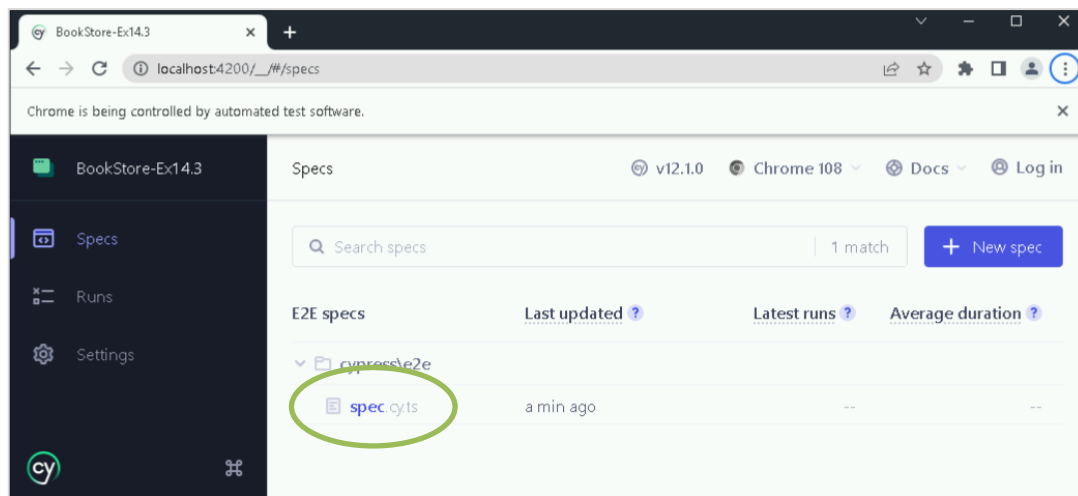 BookStore-Ex14.3
localhost:4200/__/#/specs
Chrome is being controlled by automated test software.
BookStore-Ex14.3
Specs
v12.1.0
Chrome 108
Docs
Log in
Specs
Search specs
1 match
+ New spec
Runs
E2E specs
Last updated ?
Latest runs ?
Average duration ?
Settings
cypress\e2e
spec.cy.ts
a min ago
--
--
cy